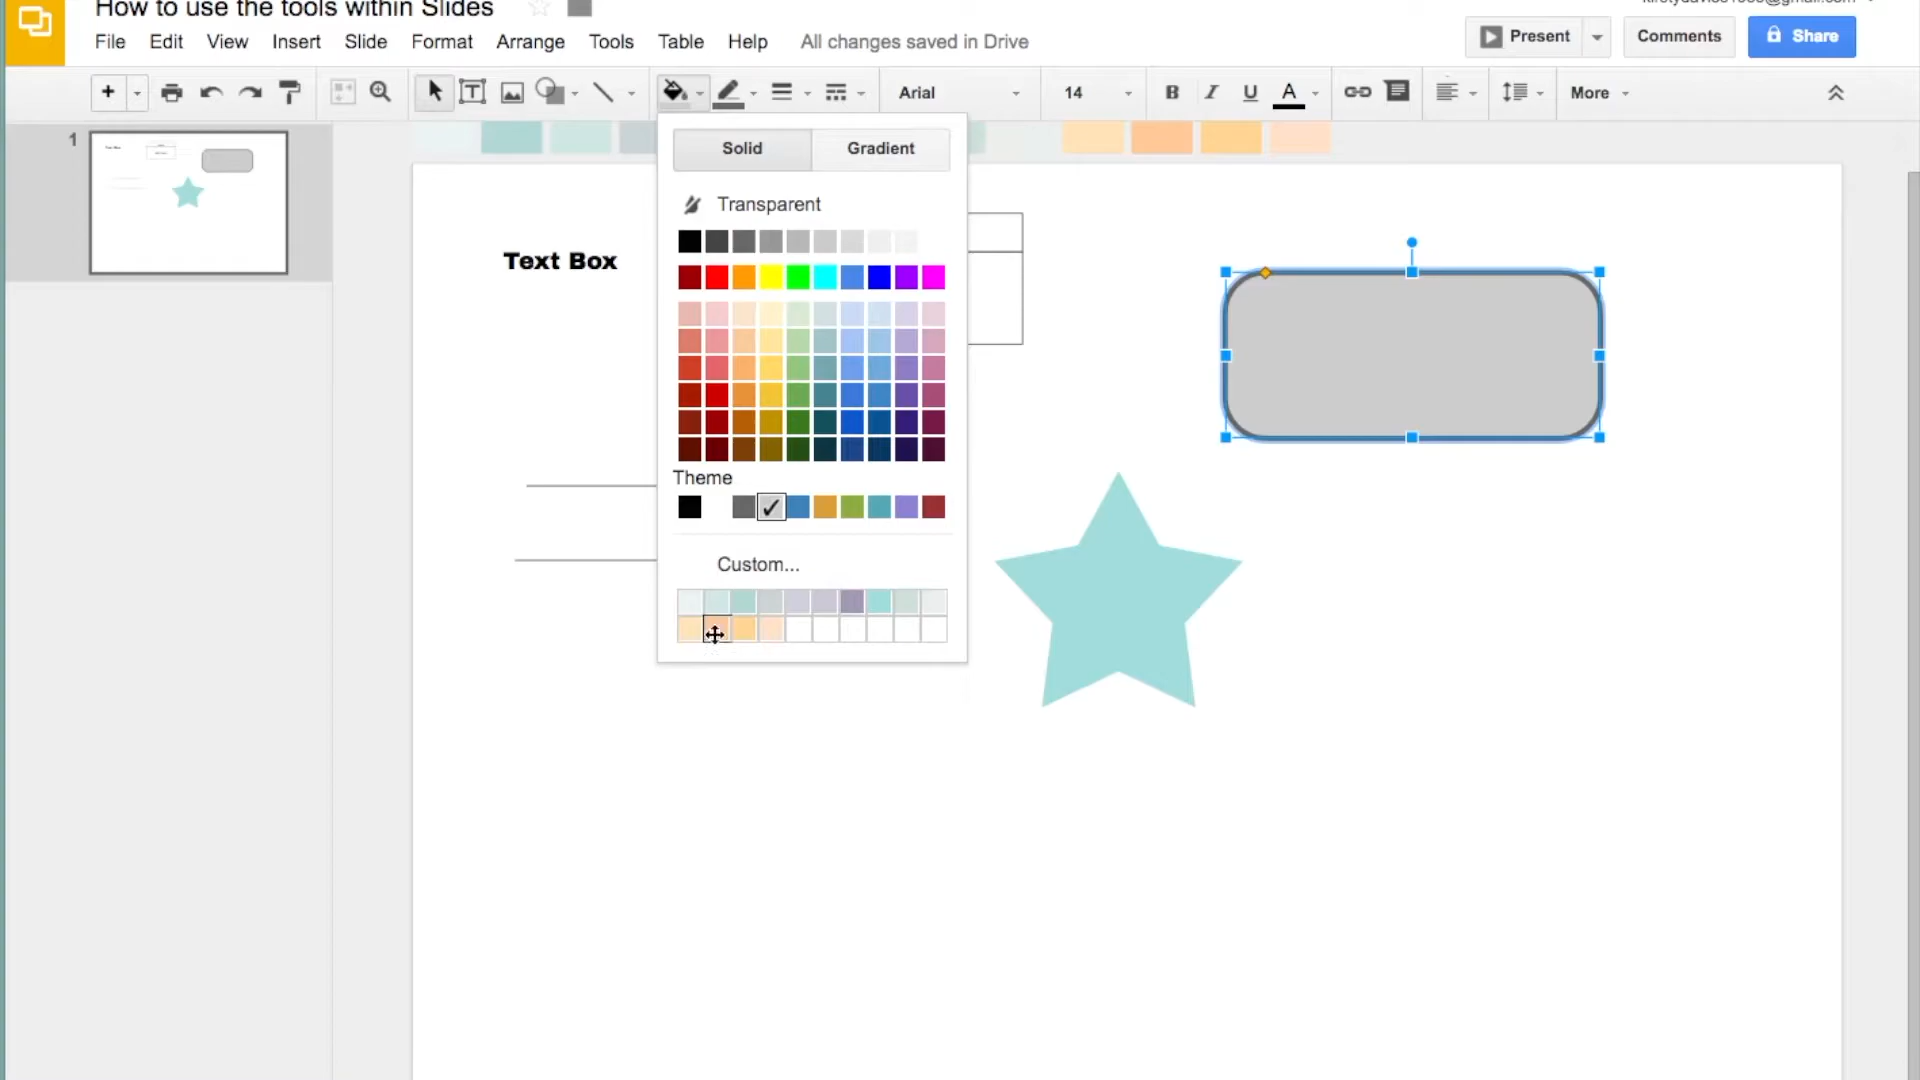 How to use the tools within Slides
File Edit View Insert Slide Format Arrange Tools Table Help All changes saved in Drive
Present Comments Share
Arial 14 B I U A More
1
Solid Gradient
Transparent
Text Box
Theme
Custom...